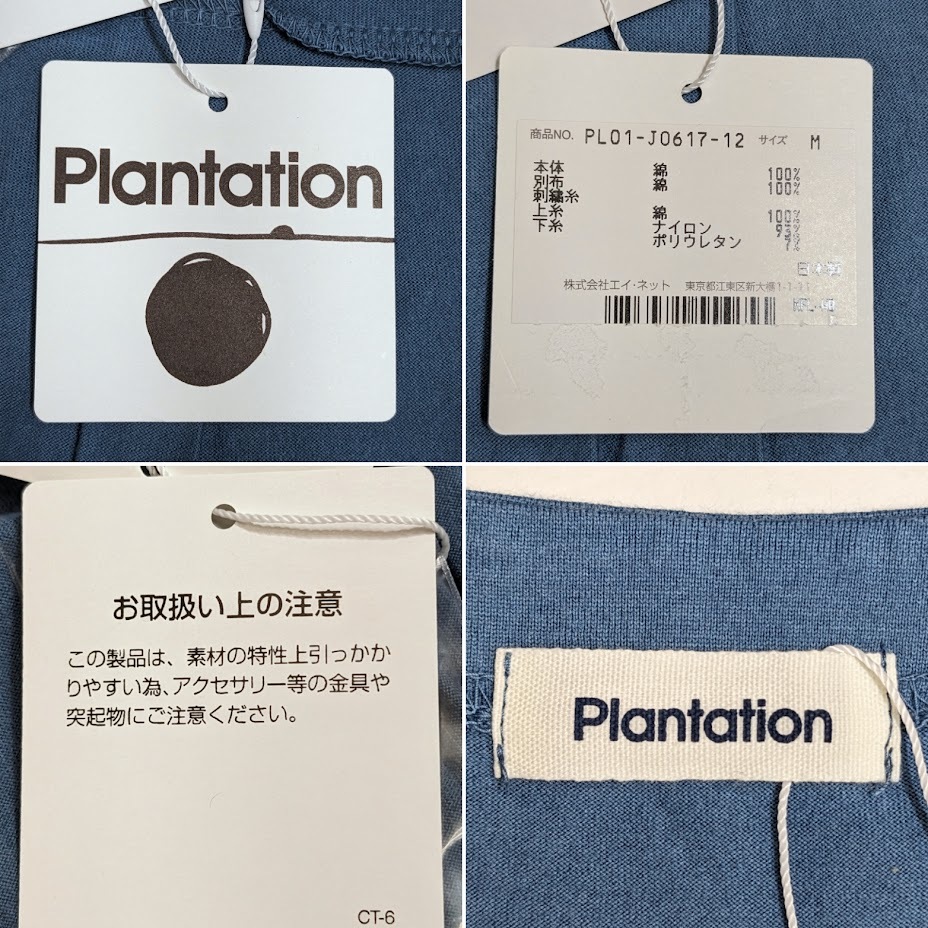 Plantation
商品NO. PL01-J0617-12 サイズ M
本体 綿 100%
別布 綿 100%
刺繍糸
上糸 綿 100%
下糸 ナイロン 93%
ポリウレタン 7%
日本製
株式会社エイ・ネット 東京都江東区新大橋1-1-11
お取扱い上の注意
この製品は、素材の特性上引っかか
りやすい為、アクセサリー等の金具や
突起物にご注意ください。
CT-6
Plantation